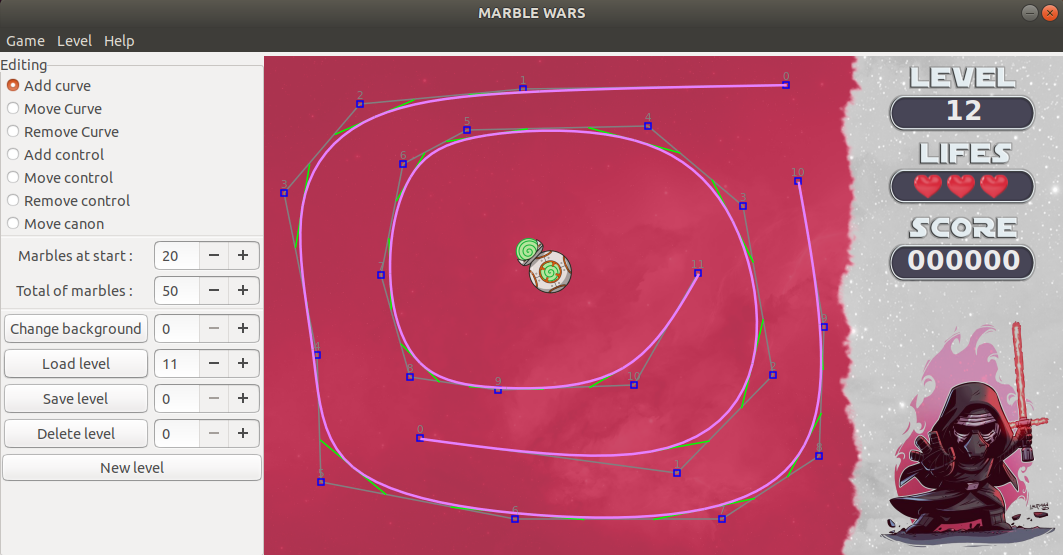 MARBLE WARS
Game Level Help
Editing
Add curve
Move Curve
Remove Curve
Add control
Move control
Remove control
Move canon
Marbles at start : 20 − +
Total of marbles : 50 − +
Change background 0 − +
Load level 11 − +
Save level 0 − +
Delete level 0 − +
New level
0
1
2
3
4
5
6
7
8
9
10
0
1
2
3
4
5
6
7
8
9
10
11
LEVEL
12
LIFES
SCORE
000000